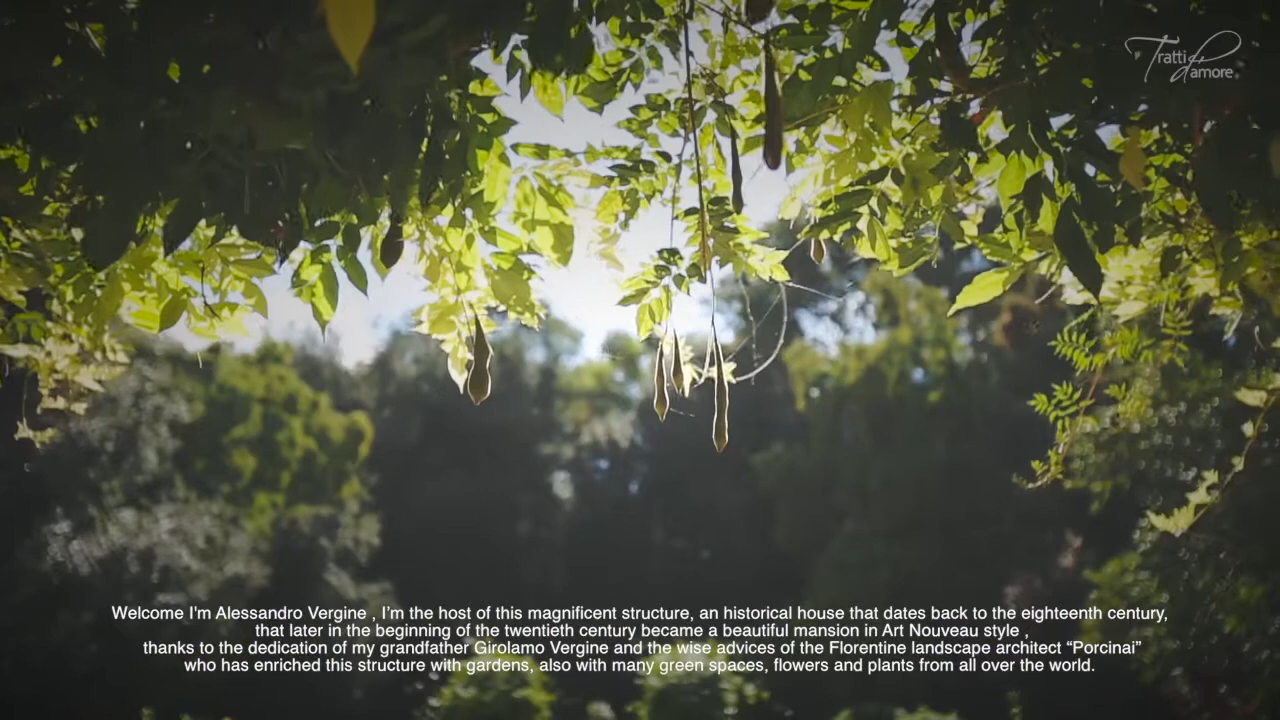 Tratti
damore
Welcome I'm Alessandro Vergine , I'm the host of this magnificent structure, an historical house that dates back to the eighteenth century,
that later in the beginning of the twentieth century became a beautiful mansion in Art Nouveau style ,
thanks to the dedication of my grandfather Girolamo Vergine and the wise advices of the Florentine landscape architect “Porcinai”
who has enriched this structure with gardens, also with many green spaces, flowers and plants from all over the world.